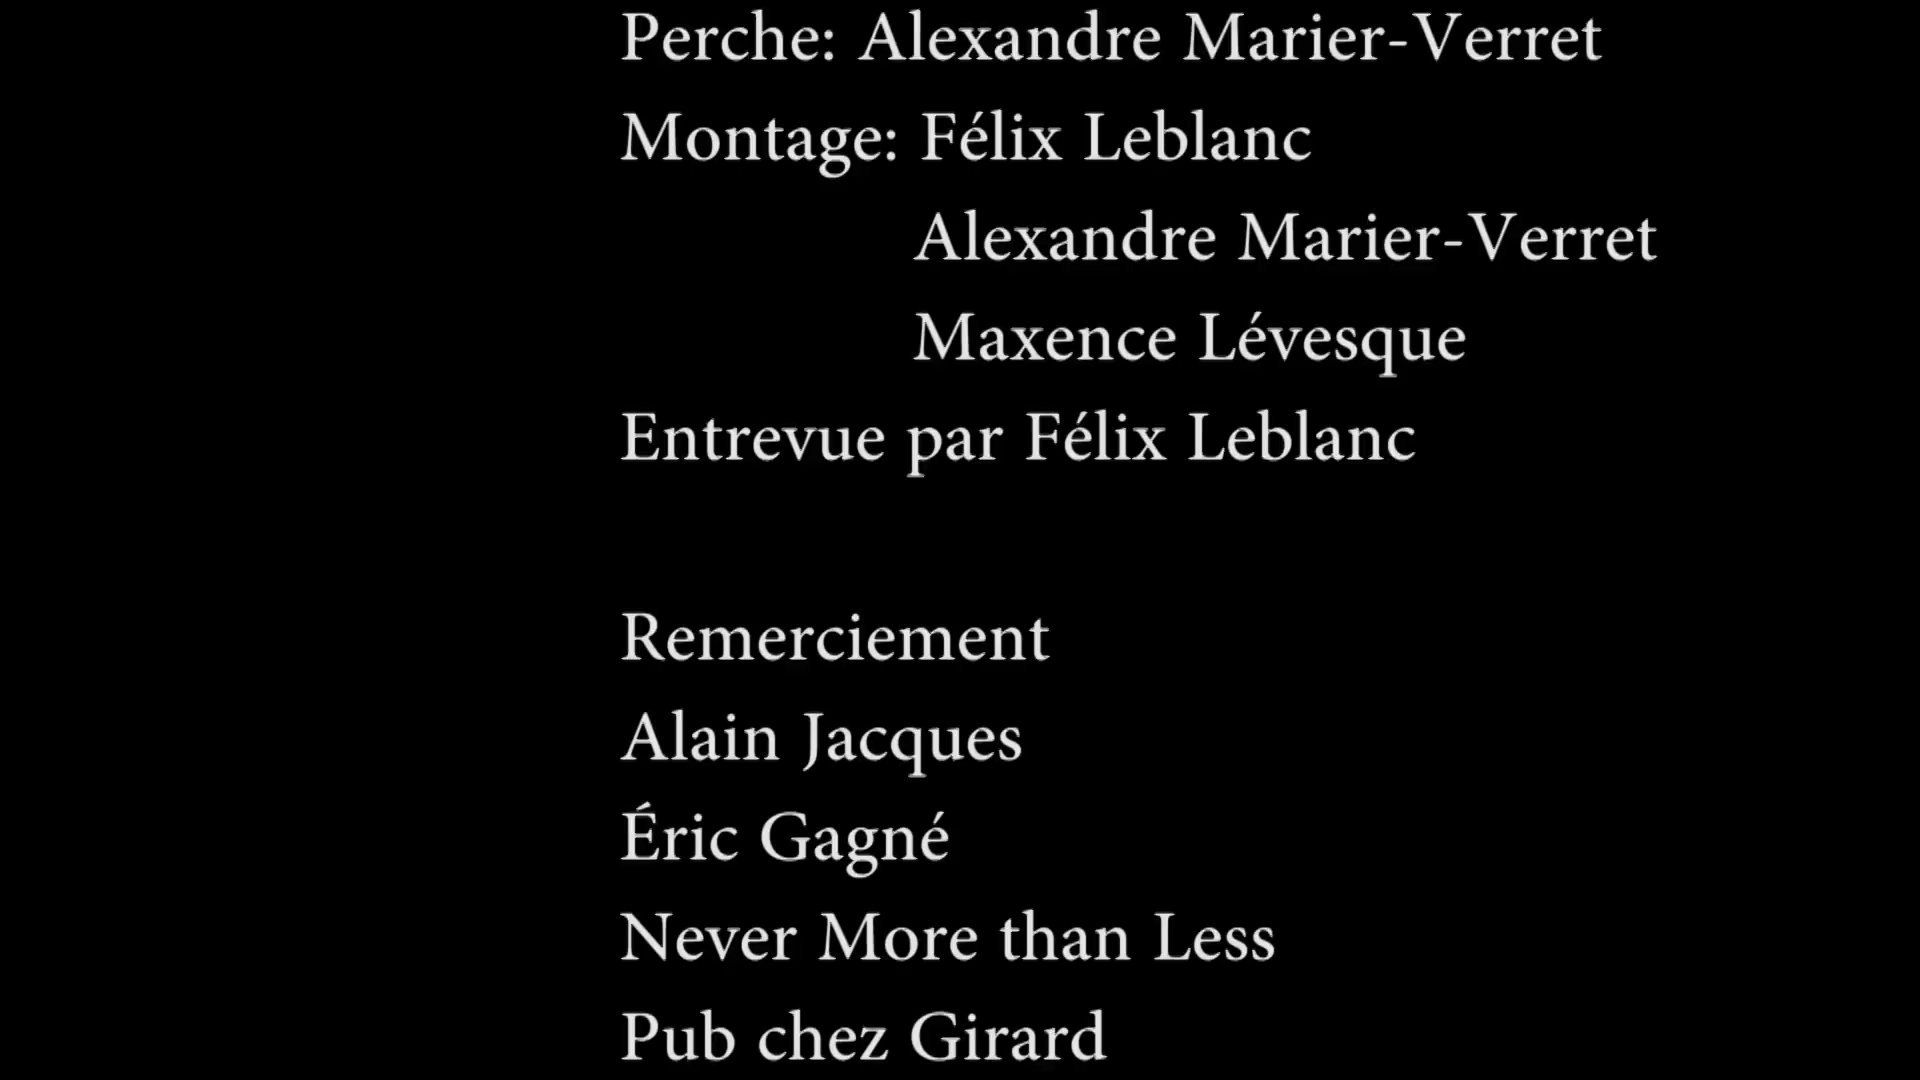 Perche: Alexandre Marier-Verret
Montage: Félix Leblanc
Alexandre Marier-Verret
Maxence Lévesque
Entrevue par Félix Leblanc
Remerciement
Alain Jacques
Éric Gagné
Never More than Less
Pub chez Girard